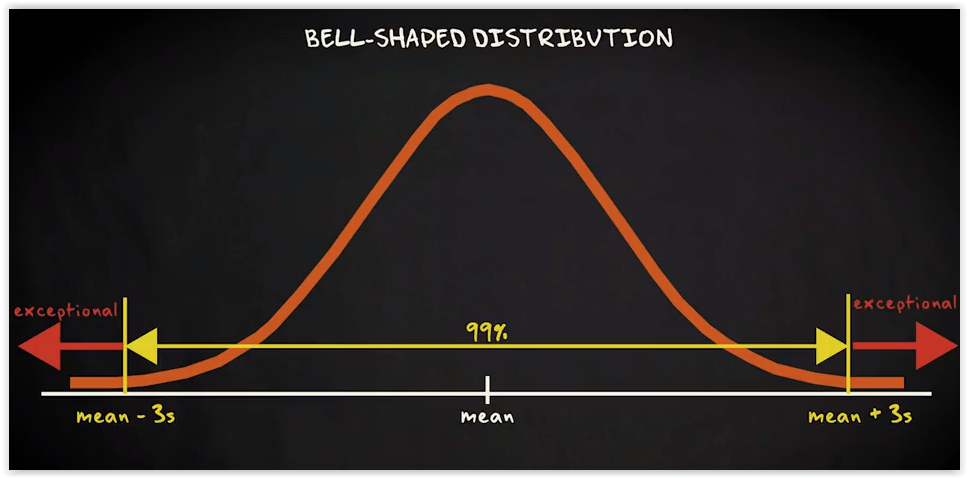 BELL-SHAPED DISTRIBUTION
exceptional
exceptional
99%
mean - 3s
mean
mean + 3s